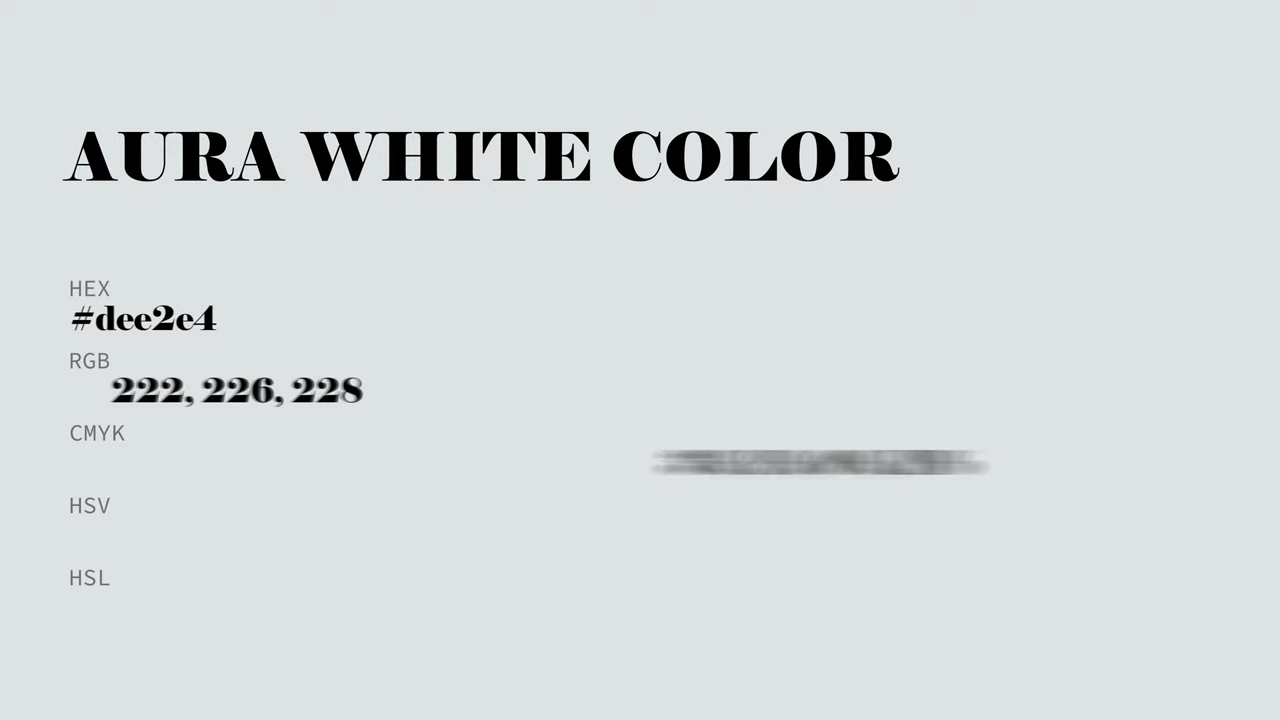 AURA WHITE COLOR
HEX
#dee2e4
RGB
222, 226, 228
CMYK
HSV
HSL